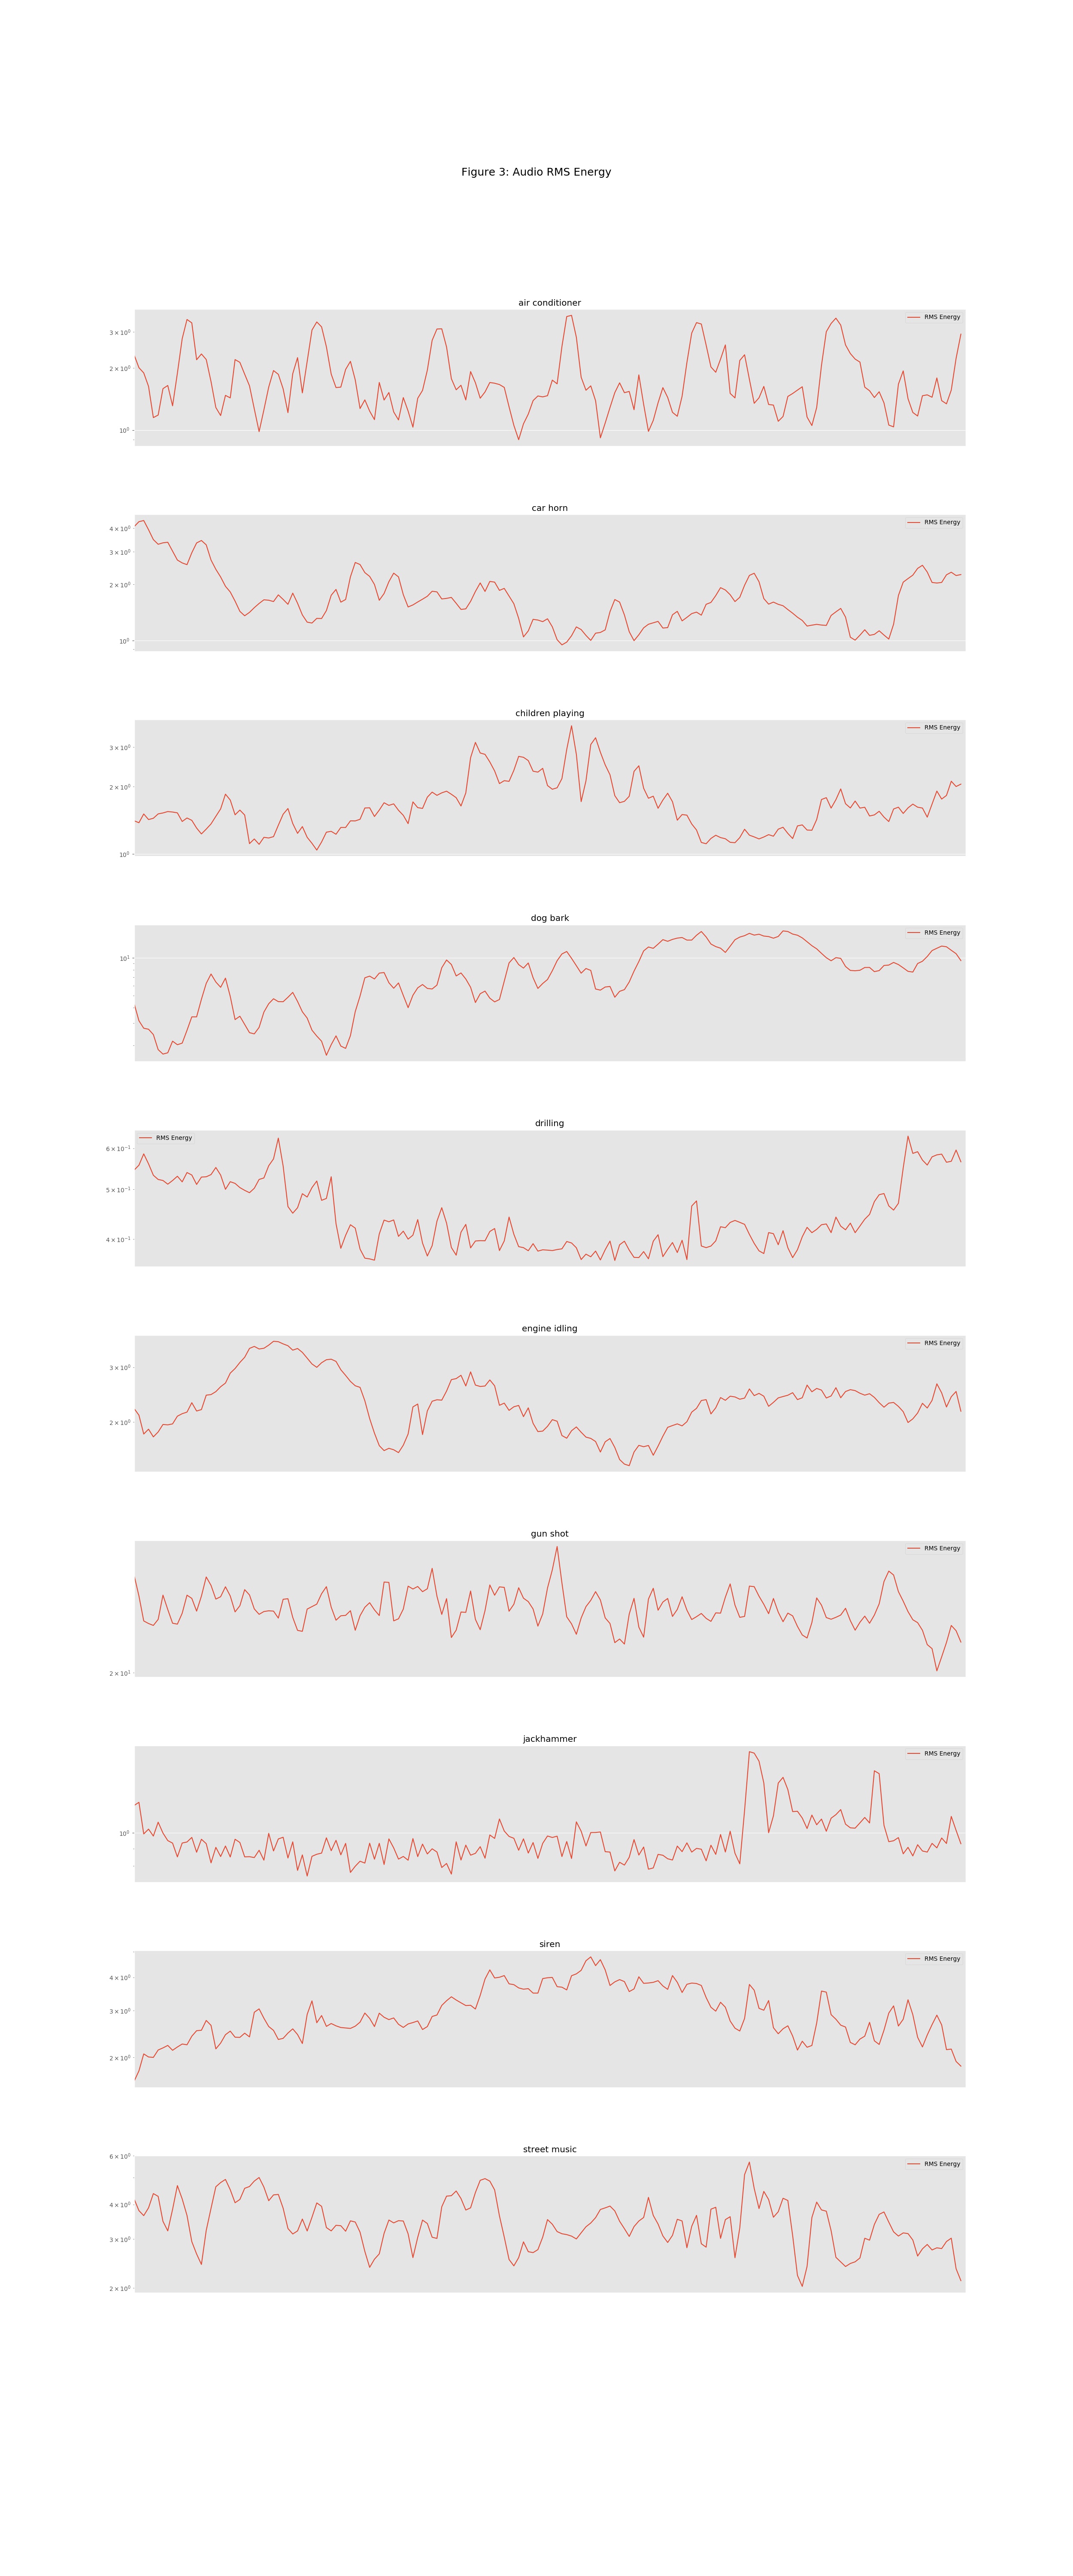 Figure 3: Audio RMS Energy
air conditioner
RMS Energy
3 × 10⁰
2 × 10⁰
10⁰
car horn
RMS Energy
4 × 10⁰
3 × 10⁰
2 × 10⁰
10⁰
children playing
RMS Energy
3 × 10⁰
2 × 10⁰
10⁰
dog bark
RMS Energy
10¹
drilling
RMS Energy
6 × 10⁻¹
5 × 10⁻¹
4 × 10⁻¹
engine idling
RMS Energy
3 × 10⁰
2 × 10⁰
gun shot
RMS Energy
2 × 10¹
jackhammer
RMS Energy
10⁰
siren
RMS Energy
4 × 10⁰
3 × 10⁰
2 × 10⁰
street music
6 × 10⁰
RMS Energy
4 × 10⁰
3 × 10⁰
2 × 10⁰